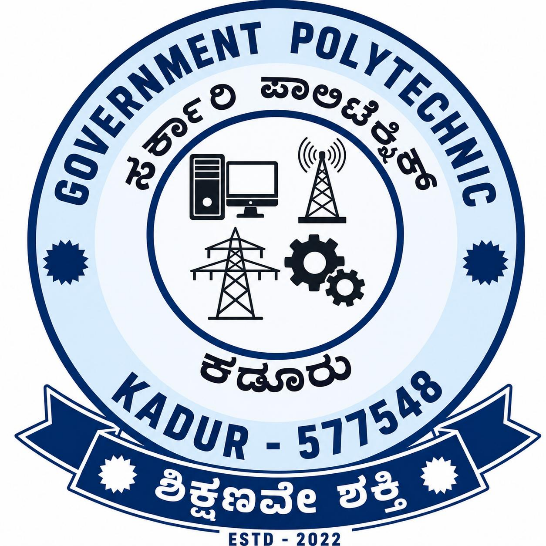 GOVERNMENT POLYTECHNIC
ಸರ್ಕಾರಿ ಪಾಲಿಟೆಕ್ನಿಕ್
ಕಡೂರು
KADUR - 577548
ಶಿಕ್ಷಣವೇ ಶಕ್ತಿ
ESTD - 2022